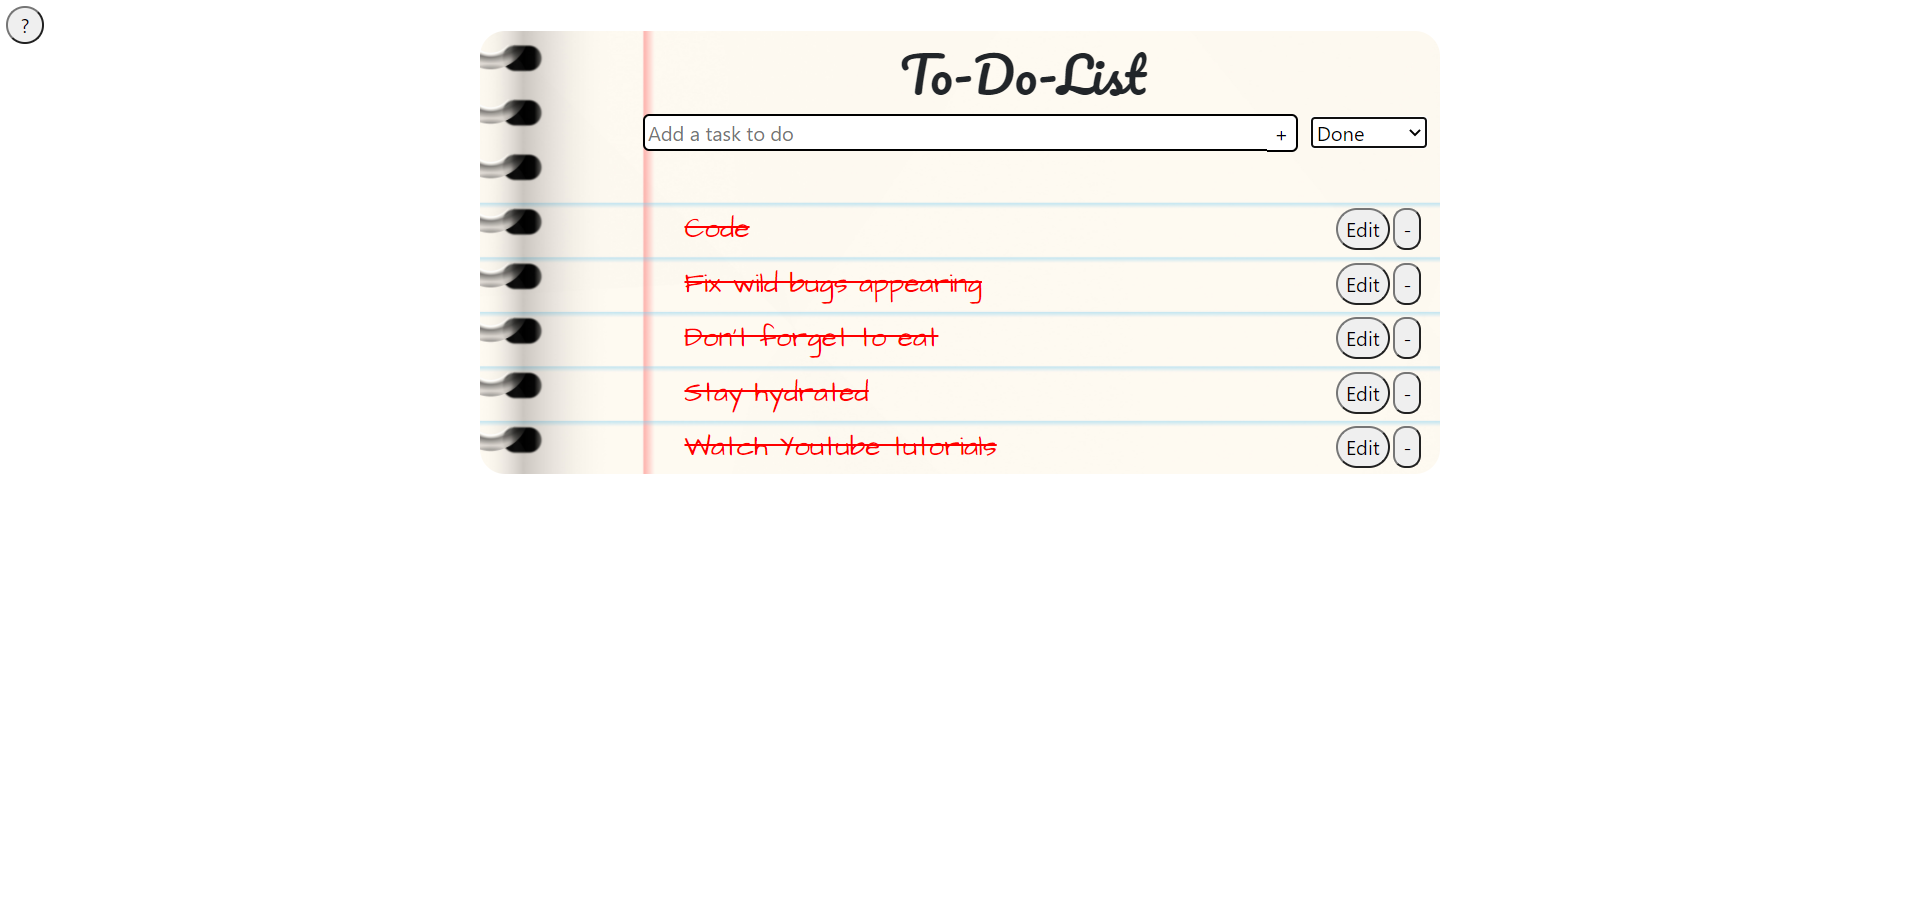 ?
To-Do-List
Add a task to do + Done
Code Edit -
Fix wild bugs appearing Edit -
Don't forget to eat Edit -
Stay hydrated Edit -
Watch Youtube tutorials Edit -